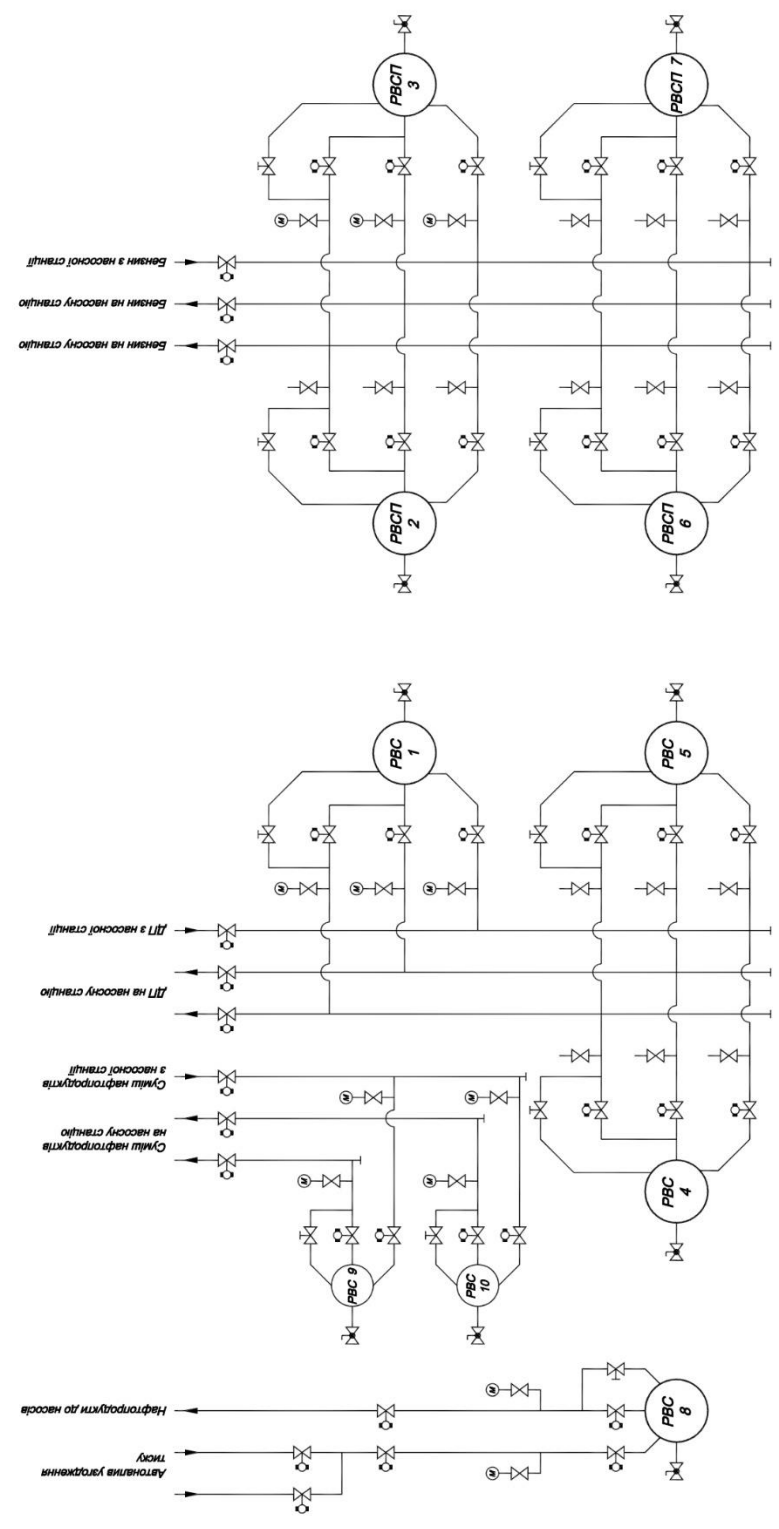 РВСП
3
РВСП 7
М
М
М
Бензин з насосної станції
Бензин на насосну станцію
Бензин на насосну станцію
РВСП
2
РВСП
6
РВС
1
РВС
5
М
М
М
ДП з насосної станції
ДП на насосну станцію
Суміш нафтопродуктів
з насосної станції
М
М
Суміш нафтопродуктів
на насосну станцію
М
М
РВС
4
РВС 9
РВС
10
Нафтопродукти до насосів
М
РВС
8
Автоналив узгодження
тиску
М